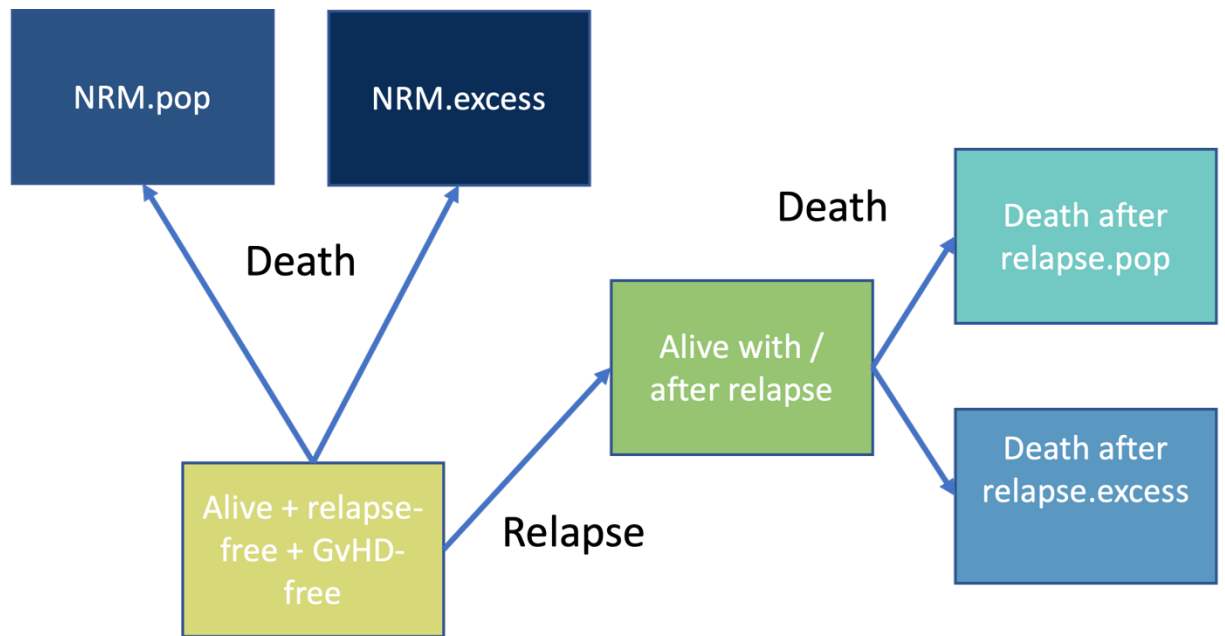 NRM.pop
NRM.excess
Death
Death
Death after
relapse.pop
Alive with /
after relapse
Death after
relapse.excess
Alive + relapse-
free + GvHD-
free
Relapse